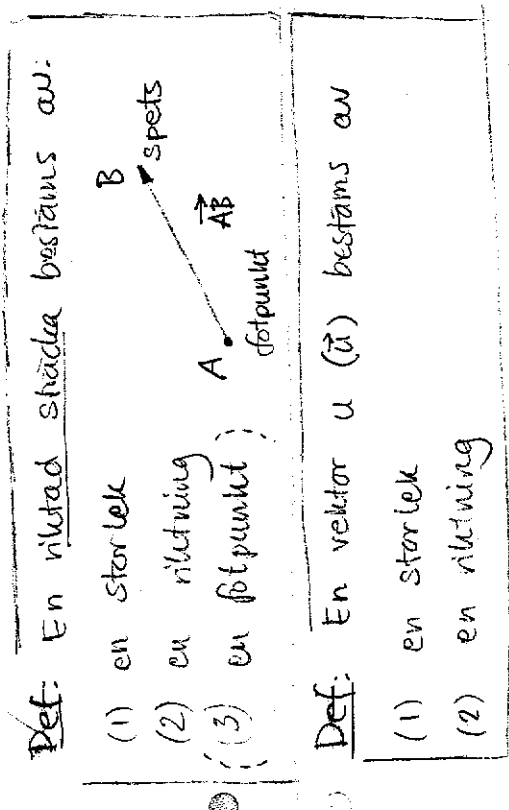 Def: En riktad sträcka bestäms av:
(1) en storlek
(2) en riktning
(3) en fotpunkt
A
fotpunkt
AB
B
spets
Def: En vektor u (u⃗) bestäms av
(1) en storlek
(2) en riktning